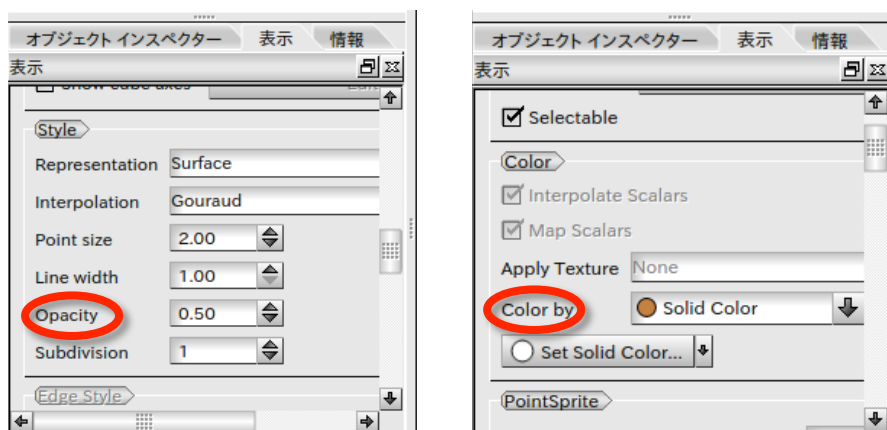 オブジェクト インスペクター 表示 情報
表示
Show cube axes
Style
Representation Surface
Interpolation Gouraud
Point size 2.00
Line width 1.00
Opacity 0.50
Subdivision 1
Edge Style
オブジェクト インスペクター 表示 情報
表示
Selectable
Color
Interpolate Scalars
Map Scalars
Apply Texture None
Color by Solid Color
Set Solid Color...
PointSprite